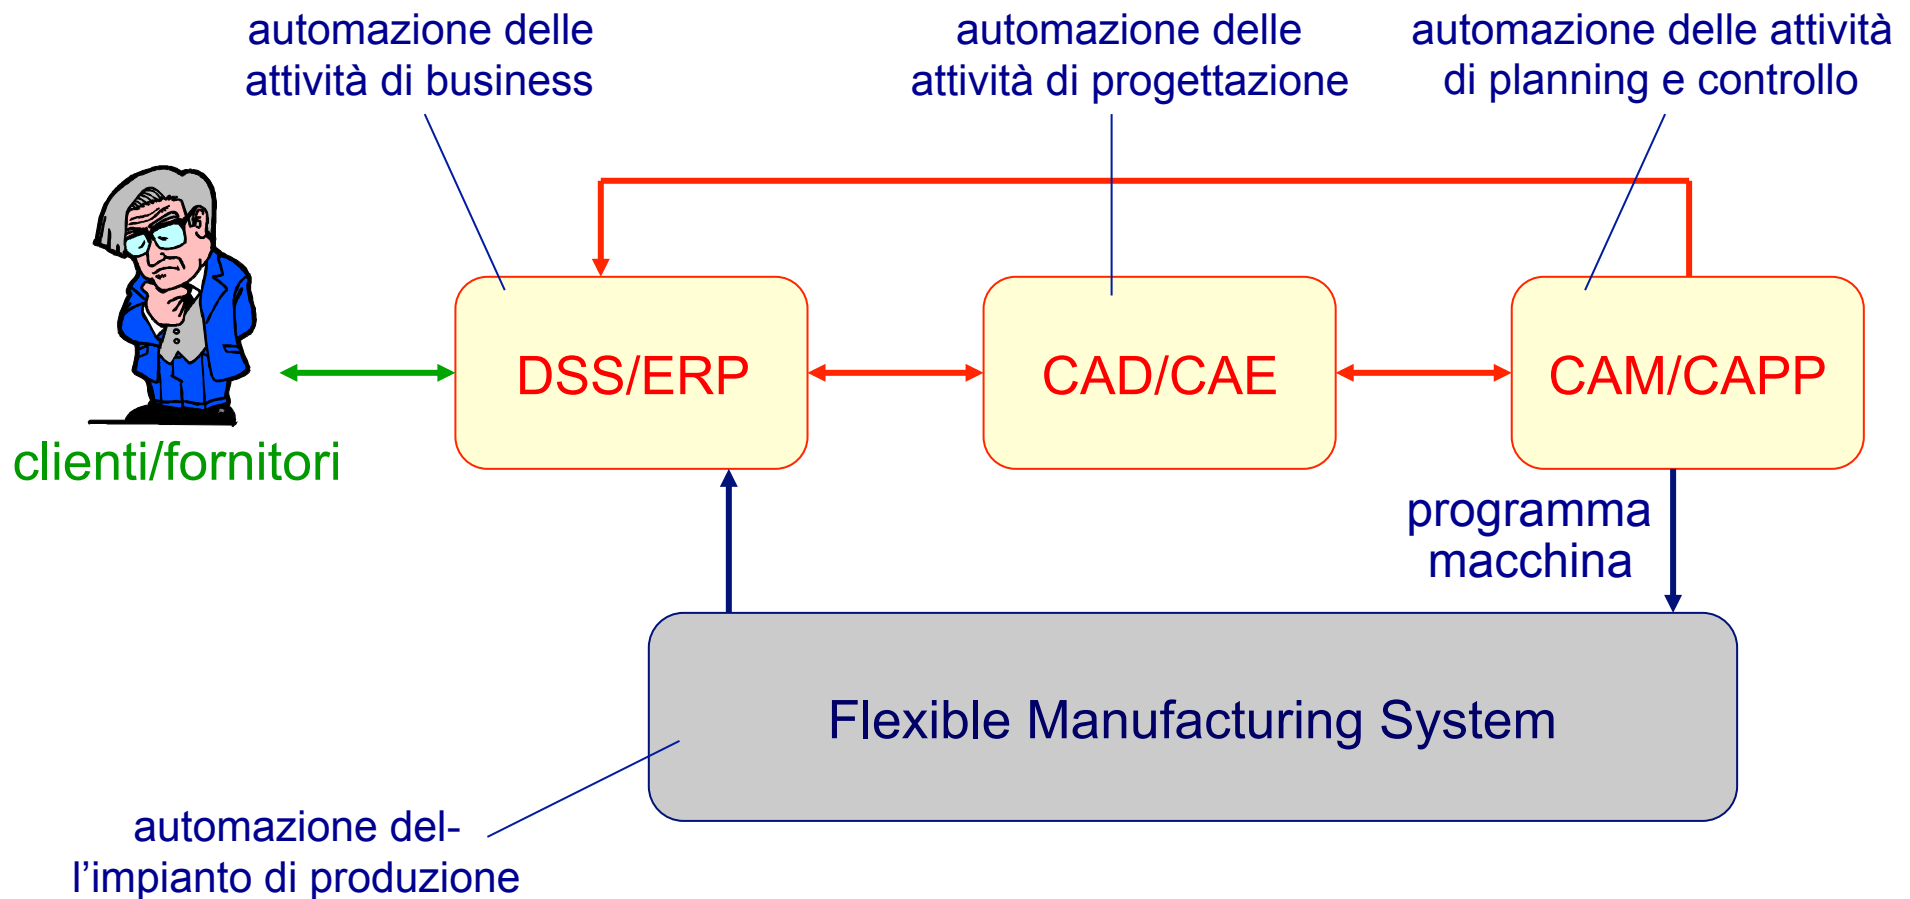 automazione delle
attività di business
automazione delle
attività di progettazione
automazione delle attività
di planning e controllo
DSS/ERP
CAD/CAE
CAM/CAPP
clienti/fornitori
programma
macchina
Flexible Manufacturing System
automazione del-
l’impianto di produzione